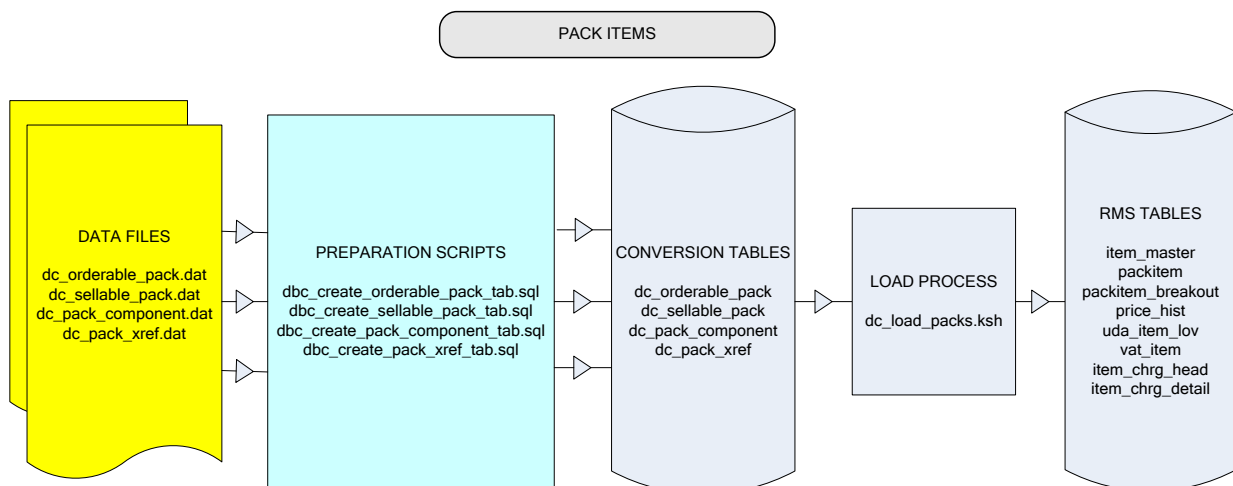 PACK ITEMS
DATA FILES
dc_orderable_pack.dat
dc_sellable_pack.dat
dc_pack_component.dat
dc_pack_xref.dat
PREPARATION SCRIPTS
dbc_create_orderable_pack_tab.sql
dbc_create_sellable_pack_tab.sql
dbc_create_pack_component_tab.sql
dbc_create_pack_xref_tab.sql
CONVERSION TABLES
dc_orderable_pack
dc_sellable_pack
dc_pack_component
dc_pack_xref
LOAD PROCESS
dc_load_packs.ksh
RMS TABLES
item_master
packitem
packitem_breakout
price_hist
uda_item_lov
vat_item
item_chrg_head
item_chrg_detail